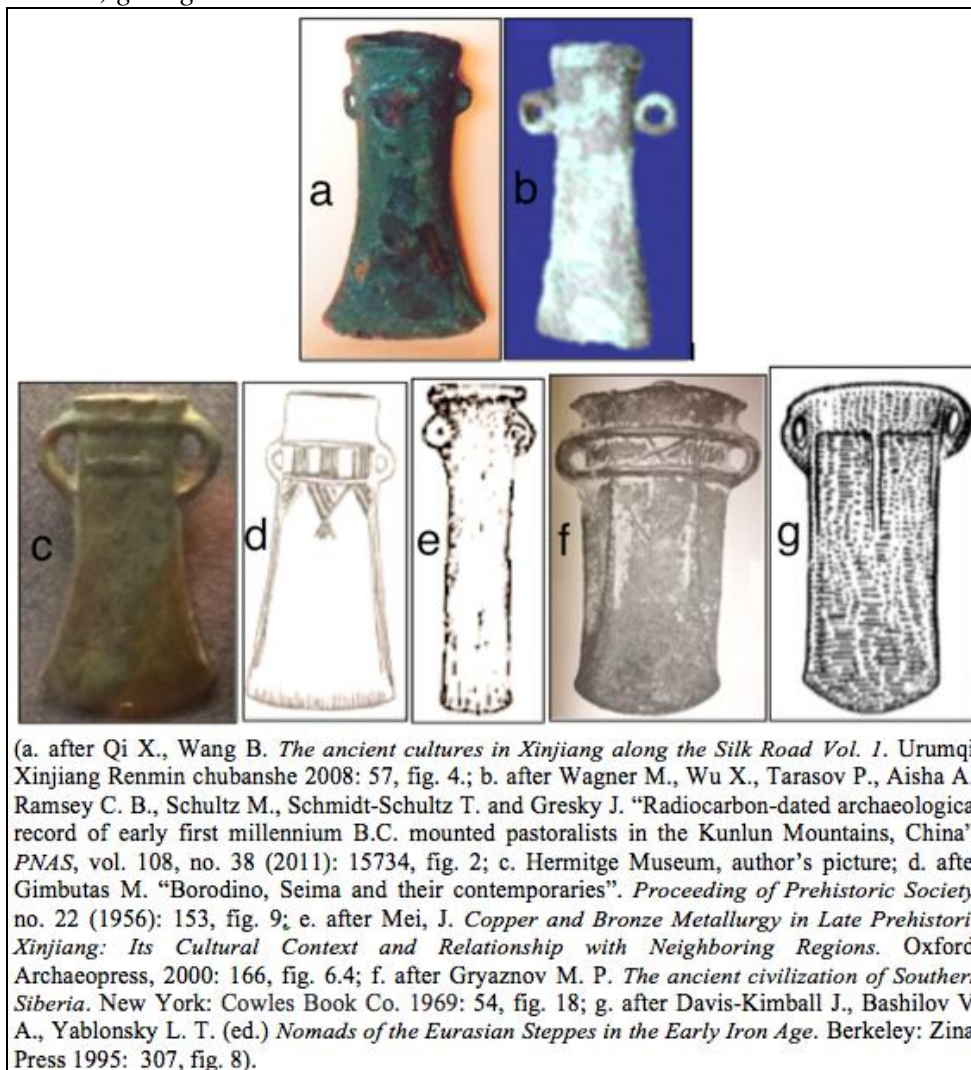 a
b
c
d
e
f
g
(a. after Qi X., Wang B. The ancient cultures in Xinjiang along the Silk Road Vol. 1. Urumqi
Xinjiang Renmin chubanshe 2008: 57, fig. 4.; b. after Wagner M., Wu X., Tarasov P., Aisha A.
Ramsey C. B., Schultz M., Schmidt-Schultz T. and Gresky J. “Radiocarbon-dated archaeologica
record of early first millennium B.C. mounted pastoralists in the Kunlun Mountains, China”
PNAS, vol. 108, no. 38 (2011): 15734, fig. 2; c. Hermitge Museum, author’s picture; d. afte
Gimbutas M. “Borodino, Seima and their contemporaries”. Proceeding of Prehistoric Society
no. 22 (1956): 153, fig. 9; e. after Mei, J. Copper and Bronze Metallurgy in Late Prehistori
Xinjiang: Its Cultural Context and Relationship with Neighboring Regions. Oxford
Archaeopress, 2000: 166, fig. 6.4; f. after Gryaznov M. P. The ancient civilization of Southern
Siberia. New York: Cowles Book Co. 1969: 54, fig. 18; g. after Davis-Kimball J., Bashilov V
A., Yablonsky L. T. (ed.) Nomads of the Eurasian Steppes in the Early Iron Age. Berkeley: Zina
Press 1995: 307, fig. 8).